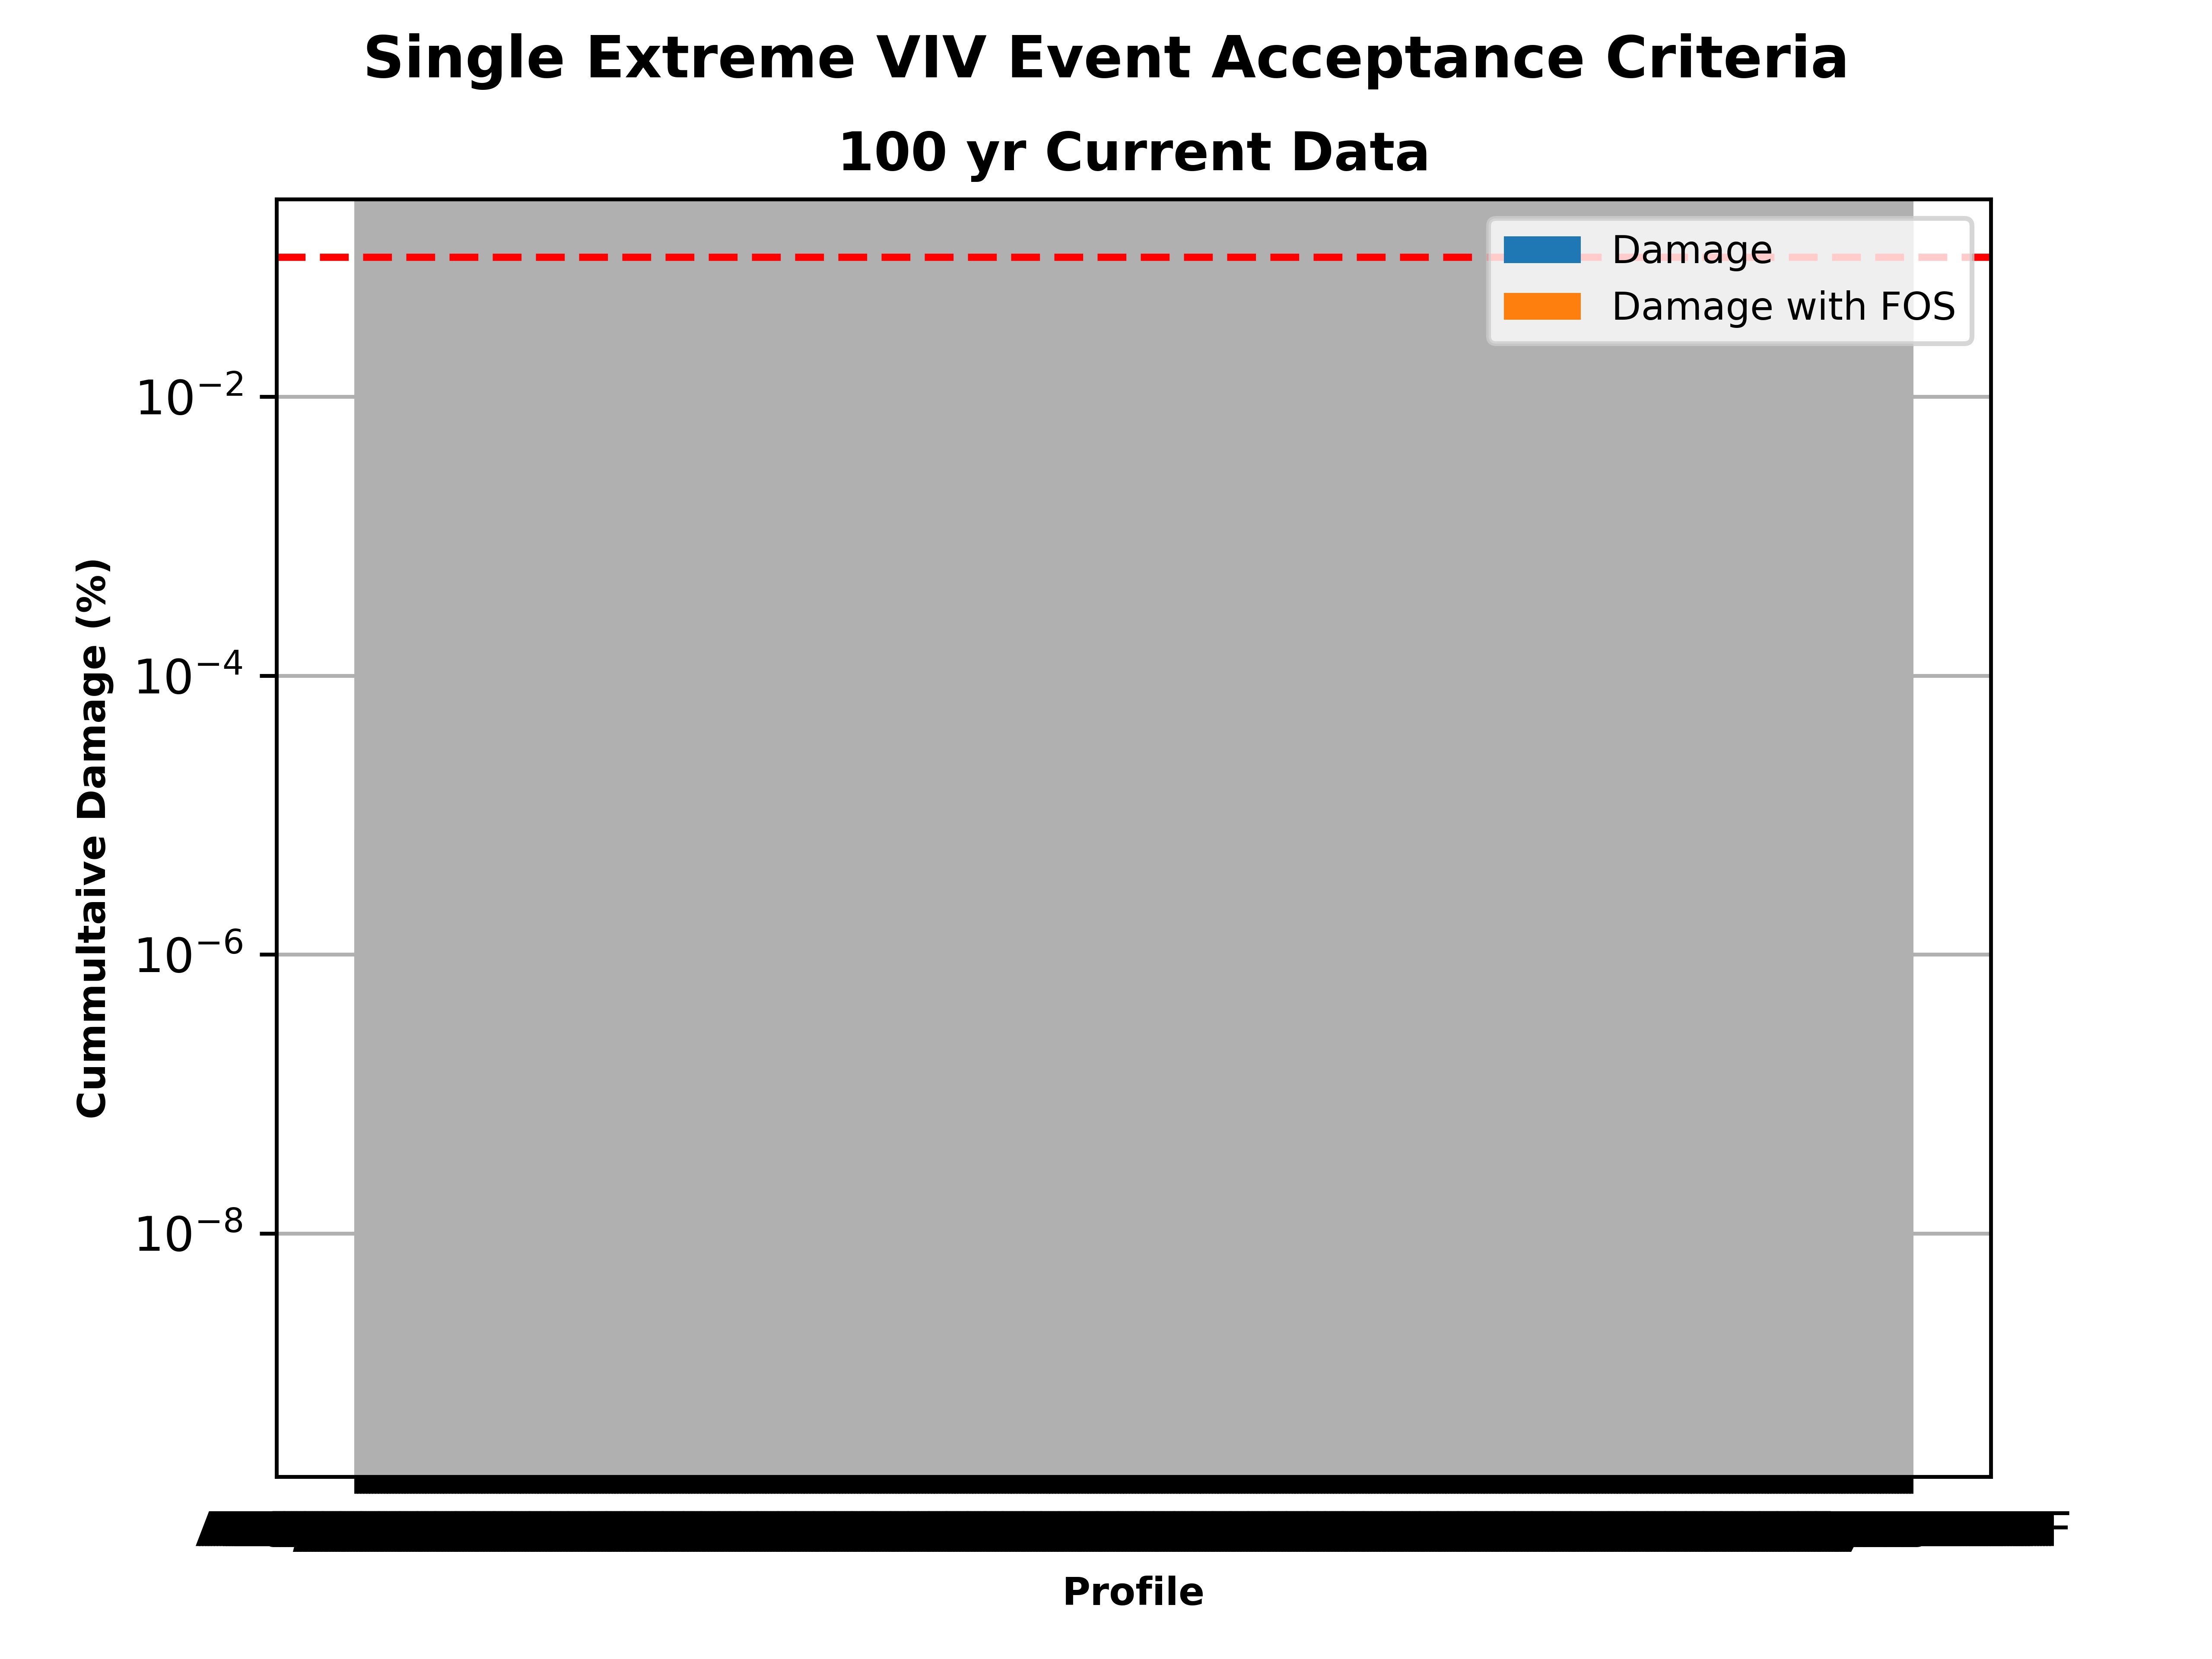 Single Extreme VIV Event Acceptance Criteria
100 yr Current Data
Damage
Damage with FOS
10⁻²
10⁻⁴
10⁻⁶
10⁻⁸
Cummultaive Damage (%)
Profile